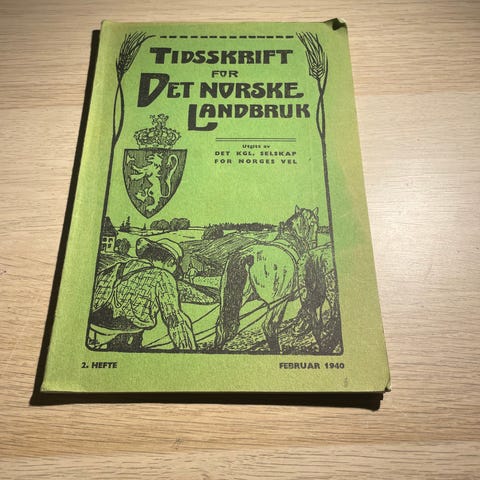 TIDSSKRIFT
FOR
DET NORSKE
LANDBRUK
UTGITT AV
DET KGL. SELSKAP
FOR NORGES VEL
2. HEFTE
FEBRUAR 1940